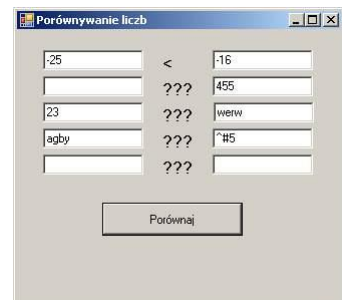 Porównywanie liczb
-25 < -16
??? 455
23 ??? werw
agby ??? ^#5
???
Porównaj